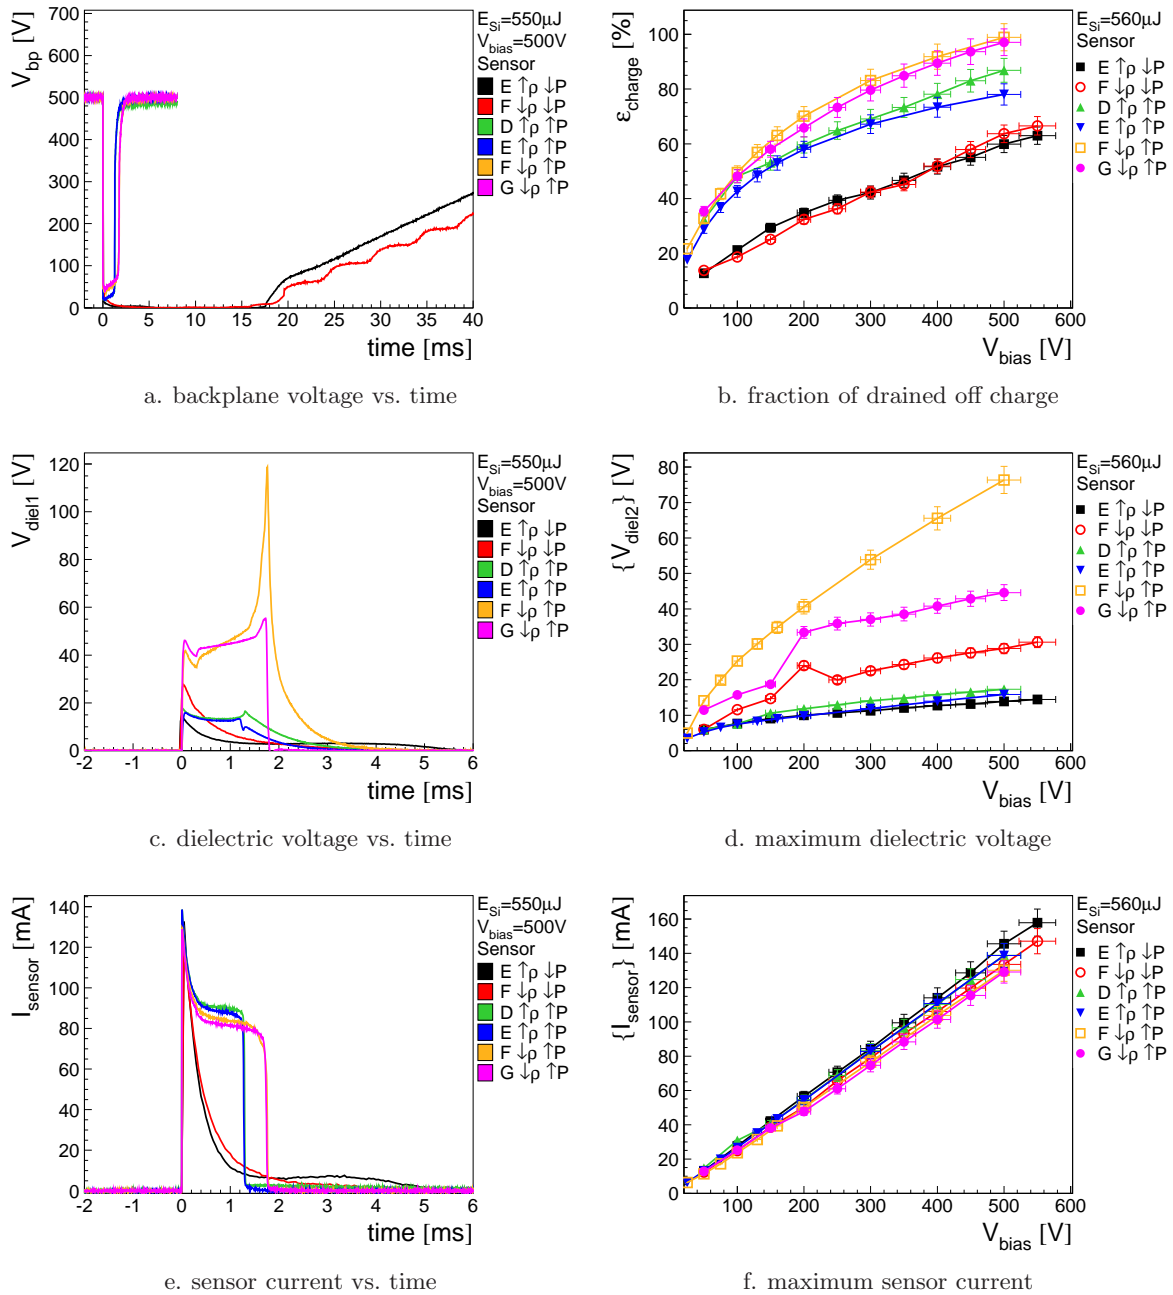 V_bp [V]
700
600
500
400
300
200
100
0
0 5 10 15 20 25 30 35 40
time [ms]
E_Si=550μJ
V_bias=500V
Sensor
E ↑ρ ↓P
F ↓ρ ↓P
D ↑ρ ↑P
E ↑ρ ↑P
F ↓ρ ↑P
G ↓ρ ↑P
a. backplane voltage vs. time
ε_charge [%]
100
80
60
40
20
0
100 200 300 400 500 600
V_bias [V]
E_Si=560μJ
Sensor
E ↑ρ ↓P
F ↓ρ ↓P
D ↑ρ ↑P
E ↑ρ ↑P
F ↓ρ ↑P
G ↓ρ ↑P
b. fraction of drained off charge
V_diel1 [V]
120
100
80
60
40
20
0
-2 -1 0 1 2 3 4 5 6
time [ms]
E_Si=550μJ
V_bias=500V
Sensor
E ↑ρ ↓P
F ↓ρ ↓P
D ↑ρ ↑P
E ↑ρ ↑P
F ↓ρ ↑P
G ↓ρ ↑P
c. dielectric voltage vs. time
{V_diel2} [V]
80
70
60
50
40
30
20
10
0
100 200 300 400 500 600
V_bias [V]
E_Si=560μJ
Sensor
E ↑ρ ↓P
F ↓ρ ↓P
D ↑ρ ↑P
E ↑ρ ↑P
F ↓ρ ↑P
G ↓ρ ↑P
d. maximum dielectric voltage
I_sensor [mA]
140
120
100
80
60
40
20
0
-2 -1 0 1 2 3 4 5 6
time [ms]
E_Si=550μJ
V_bias=500V
Sensor
E ↑ρ ↓P
F ↓ρ ↓P
D ↑ρ ↑P
E ↑ρ ↑P
F ↓ρ ↑P
G ↓ρ ↑P
e. sensor current vs. time
{I_sensor} [mA]
160
140
120
100
80
60
40
20
0
100 200 300 400 500 600
V_bias [V]
E_Si=560μJ
Sensor
E ↑ρ ↓P
F ↓ρ ↓P
D ↑ρ ↑P
E ↑ρ ↑P
F ↓ρ ↑P
G ↓ρ ↑P
f. maximum sensor current